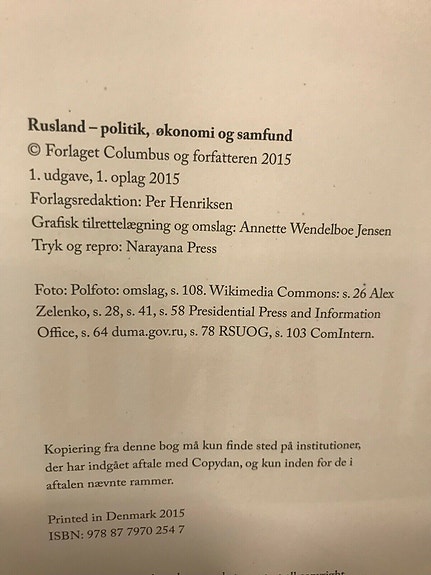 Rusland – politik, økonomi og samfund
© Forlaget Columbus og forfatteren 2015
1. udgave, 1. oplag 2015
Forlagsredaktion: Per Henriksen
Grafisk tilrettelægning og omslag: Annette Wendelboe Jensen
Tryk og repro: Narayana Press
Foto: Polfoto: omslag, s. 108. Wikimedia Commons: s. 26 Alex
Zelenko, s. 28, s. 41, s. 58 Presidential Press and Information
Office, s. 64 duma.gov.ru, s. 78 RSUOG, s. 103 ComIntern.
Kopiering fra denne bog må kun finde sted på institutioner,
der har indgået aftale med Copydan, og kun inden for de i
aftalen nævnte rammer.
Printed in Denmark 2015
ISBN: 978 87 7970 254 7